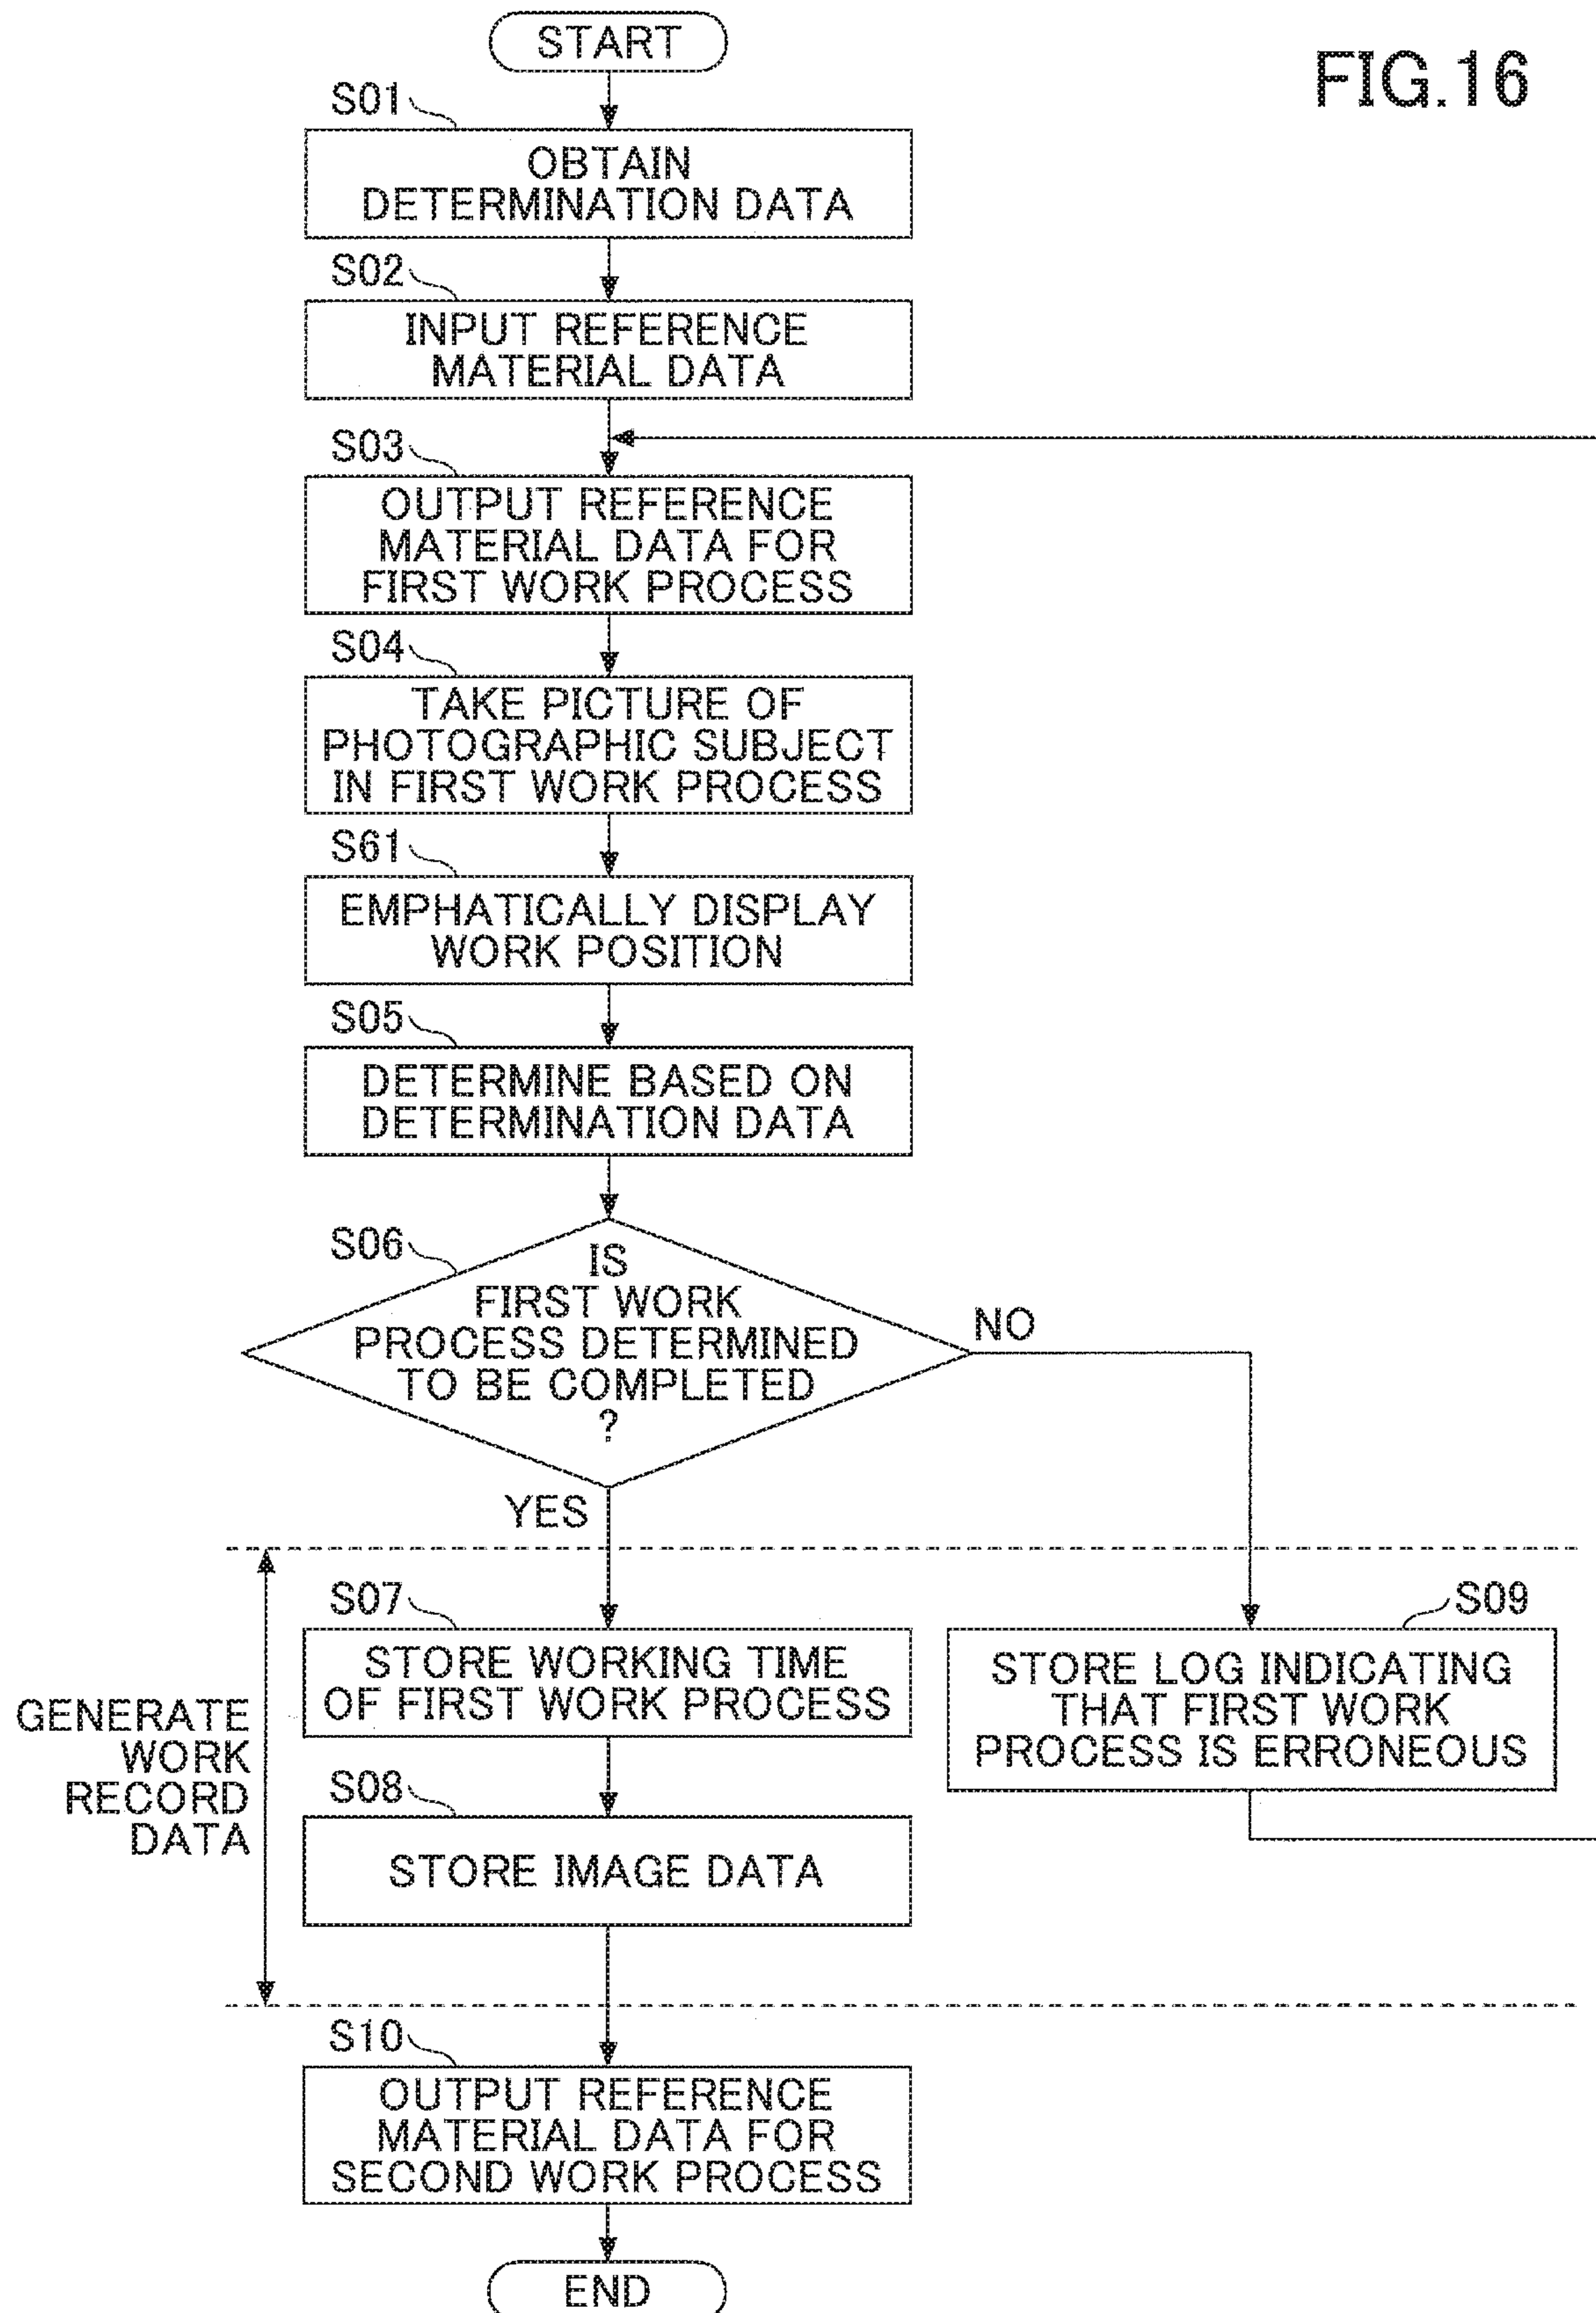 START
FIG.16
S01
OBTAIN
DETERMINATION DATA
S02
INPUT REFERENCE
MATERIAL DATA
S03
OUTPUT REFERENCE
MATERIAL DATA FOR
FIRST WORK PROCESS
S04
TAKE PICTURE OF
PHOTOGRAPHIC SUBJECT
IN FIRST WORK PROCESS
S61
EMPHATICALLY DISPLAY
WORK POSITION
S05
DETERMINE BASED ON
DETERMINATION DATA
S06
IS
FIRST WORK
PROCESS DETERMINED
TO BE COMPLETED
?
NO
YES
S07
STORE WORKING TIME
OF FIRST WORK PROCESS
S09
STORE LOG INDICATING
THAT FIRST WORK
PROCESS IS ERRONEOUS
GENERATE
WORK
RECORD
DATA
S08
STORE IMAGE DATA
S10
OUTPUT REFERENCE
MATERIAL DATA FOR
SECOND WORK PROCESS
END